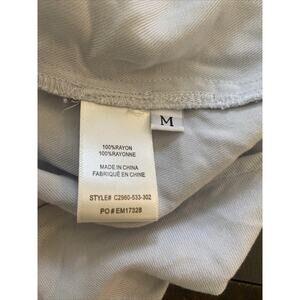 M
100%RAYON
100%RAYONNE
MADE IN CHINA
FABRIQUÉ EN CHINE
STYLE# C2960-533-302
PO # EM17328